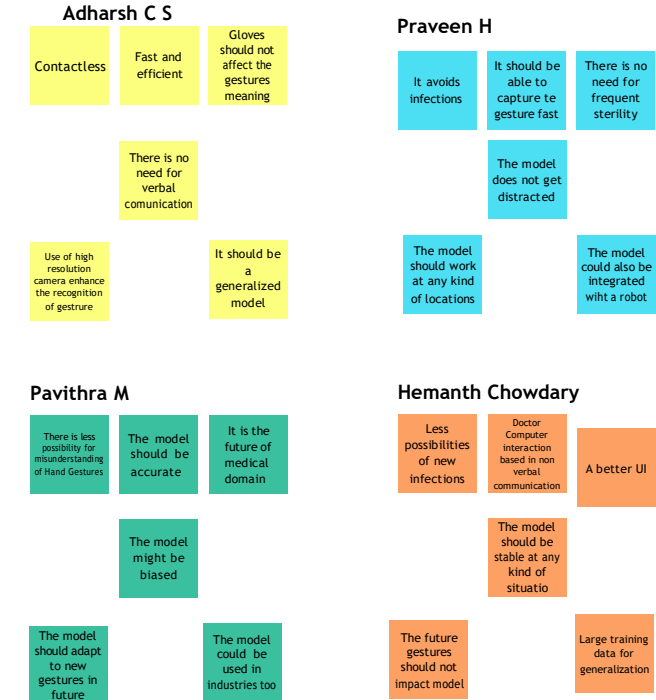 Adharsh C S
Contactless
Fast and
efficient
Gloves
should not
affect the
gestures
meaning
There is no
need for
verbal
comunication
Use of high
resolution
camera enhance
the recognition
of gestrure
It should be
a
generalized
model
Praveen H
It avoids
infections
It should be
able to
capture te
gesture fast
There is no
need for
frequent
sterility
The model
does not get
distracted
The model
should work
at any kind
of locations
The model
could also be
integrated
wiht a robot
Pavithra M
There is less
possibility for
misunderstanding
of Hand Gestures
The model
should be
accurate
It is the
future of
medical
domain
The model
might be
biased
The model
should adapt
to new
gestures in
future
The model
could be
used in
industries too
Hemanth Chowdary
Less
possibilities
of new
infections
Doctor
Computer
interaction
based in non
verbal
communication
A better UI
The model
should be
stable at any
kind of
situatio
The future
gestures
should not
impact model
Large training
data for
generalization